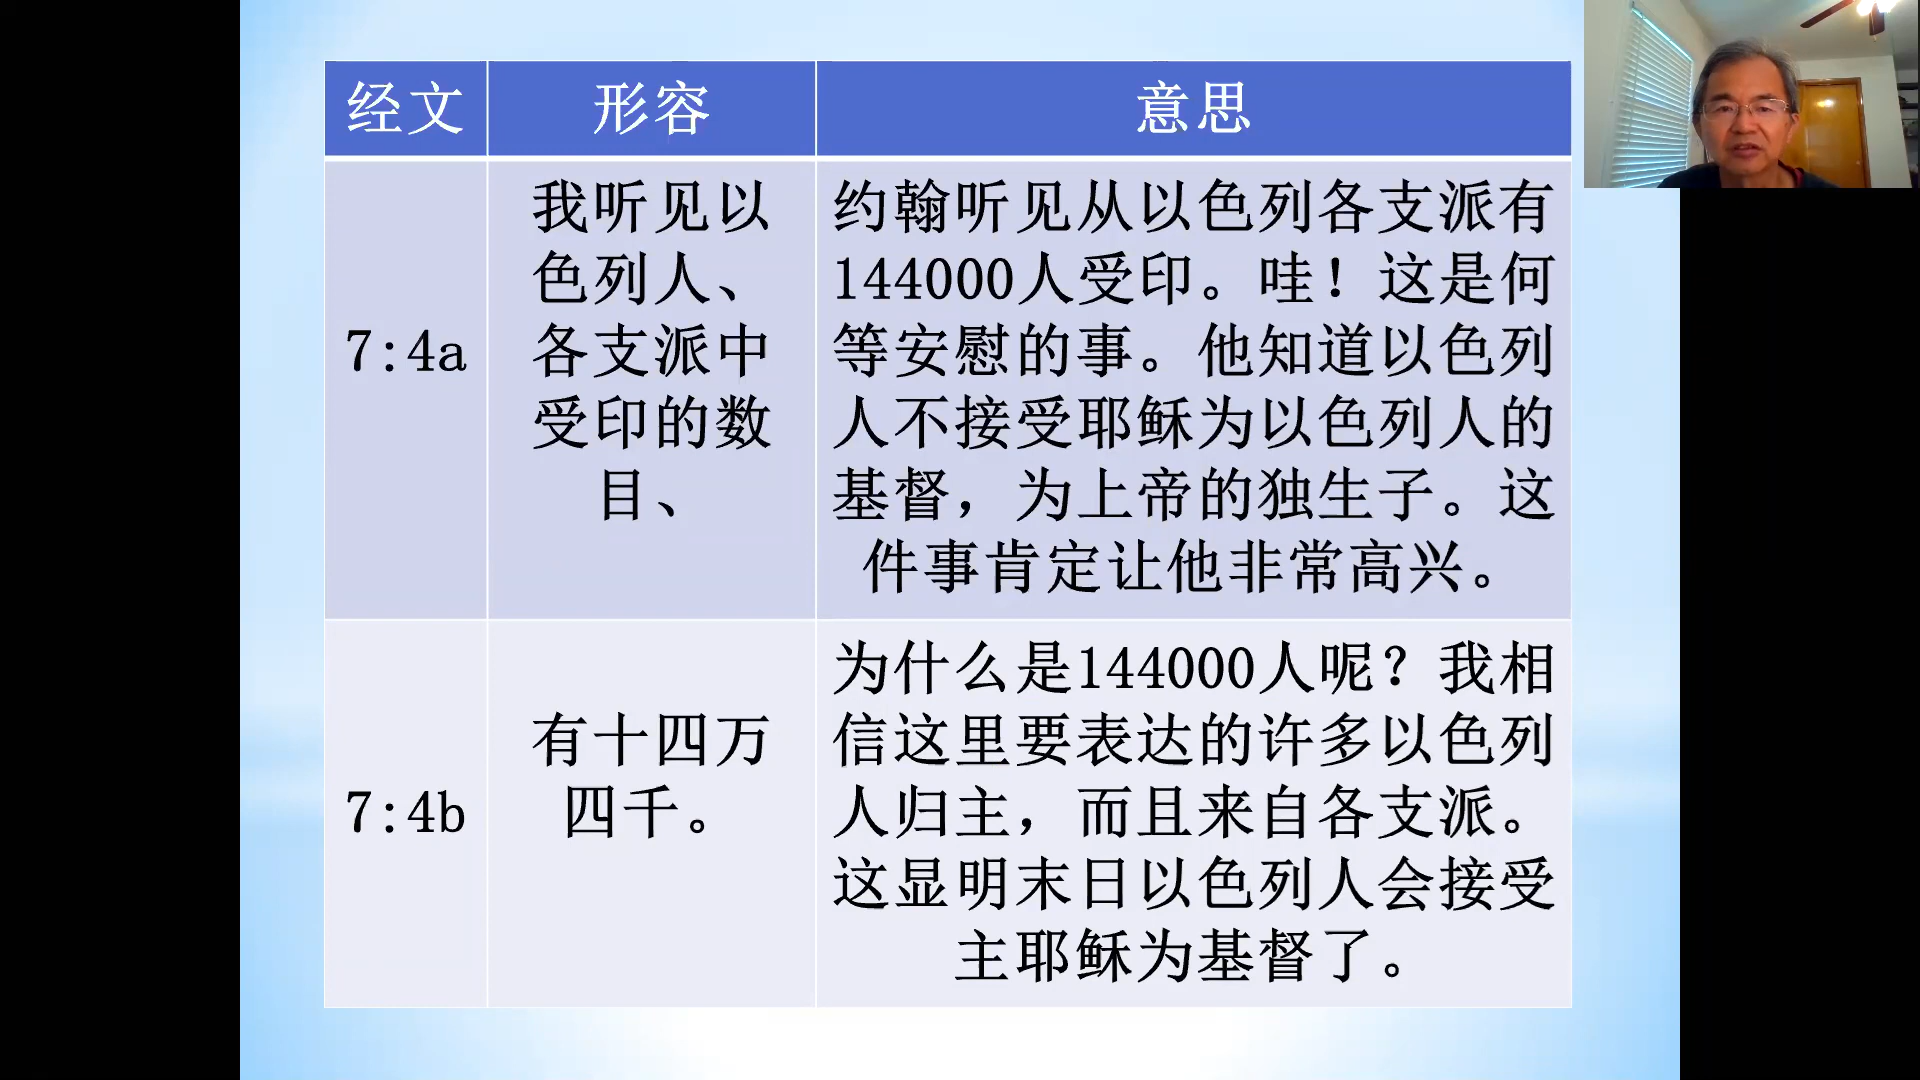 经文 形容 意思
7:4a
我听见以
色列人、
各支派中
受印的数
目、
约翰听见从以色列各支派有
144000人受印。哇！这是何
等安慰的事。他知道以色列
人不接受耶稣为以色列人的
基督，为上帝的独生子。这
件事肯定让他非常高兴。
7:4b
有十四万
四千。
为什么是144000人呢？我相
信这里要表达的许多以色列
人归主，而且来自各支派。
这显明末日以色列人会接受
主耶稣为基督了。